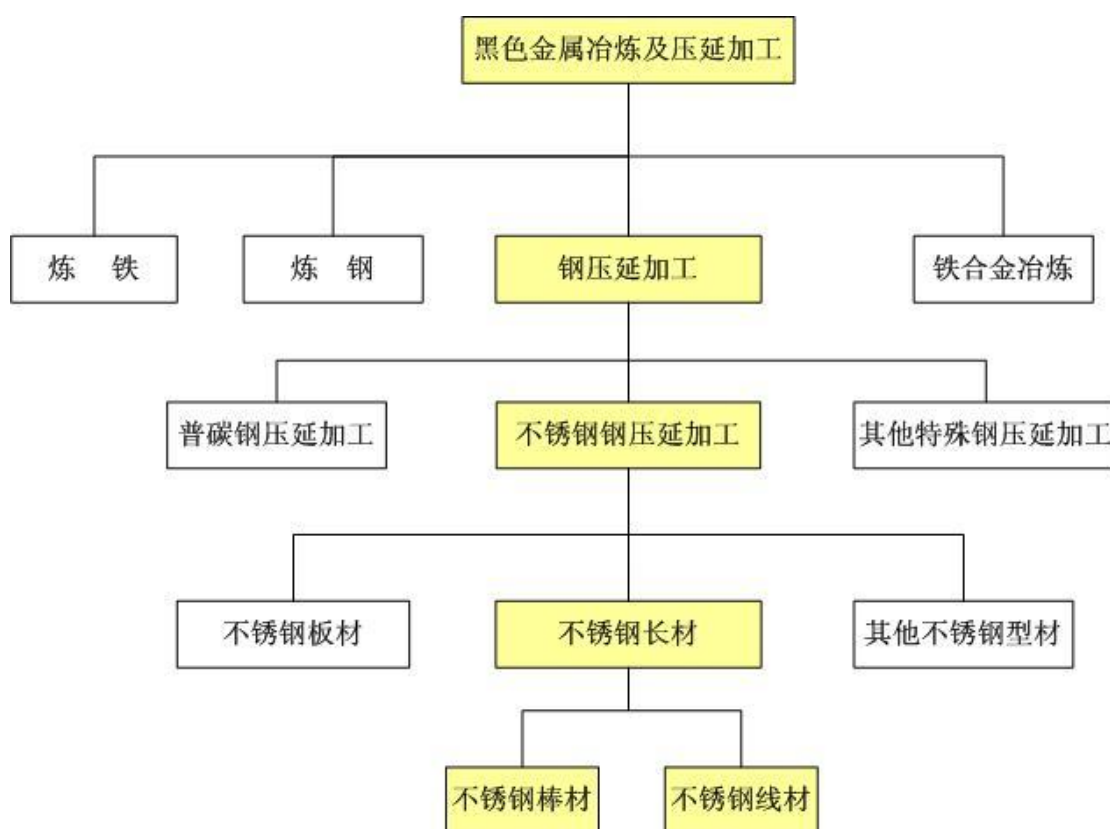 黑色金属冶炼及压延加工
炼 铁
炼 钢
钢压延加工
铁合金冶炼
普碳钢压延加工
不锈钢钢压延加工
其他特殊钢压延加工
不锈钢板材
不锈钢长材
其他不锈钢型材
不锈钢棒材
不锈钢线材